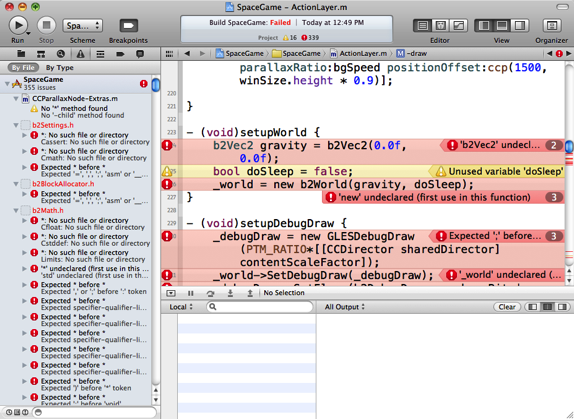 SpaceGame - ActionLayer.m
Run
Stop
Spa...
Scheme
Breakpoints
Build SpaceGame: Failed | Today at 12:49 PM
Project 16 339
Editor
View
Organizer
SpaceGame SpaceGame ActionLayer.m -draw
By File By Type
SpaceGame
355 issues
CCParallaxNode-Extras.m
No '*' method found
No '-child' method found
b2Settings.h
*: No such file or directory
Cassert: No such file or directory
*: No such file or directory
Cmath: No such file or directory
Expected * before *
Expected '=', ',', ';', 'asm' or '__...
b2BlockAllocator.h
Expected * before *
Expected '=', ',', ';', 'asm' or '__...
b2Math.h
*: No such file or directory
Cfloat: No such file or directory
*: No such file or directory
Cstddef: No such file or directory
*: No such file or directory
Limits: No such file or directory
'*' undeclared (first use in this ...
'std' undeclared (first use in this...
Expected * before *
Expected ',' or ';' before ':' token
Expected * before *
Expected specifier-qualifier-li...
Expected * before *
Expected specifier-qualifier-li...
Expected * before *
Expected specifier-qualifier-li...
Expected * before *
Expected specifier-qualifier-li...
Expected * before *
Expected specifier-qualifier-li...
Expected * before *
Expected ')' before '*' token
Expected * before *
parallaxRatio:bgSpeed positionOffset:ccp(1500,
winSize.height * 0.9)];
}
- (void)setupWorld {
b2Vec2 gravity = b2Vec2(0.0f, 'b2Vec2' undecl... 2
0.0f);
bool doSleep = false; Unused variable 'doSleep'
_world = new b2World(gravity, doSleep);
} 'new' undeclared (first use in this function) 3
- (void)setupDebugDraw {
_debugDraw = new GLESDebugDraw Expected ';' before... 3
(PTM_RATIO*[[CCDirector sharedDirector]
contentScaleFactor]);
_world->SetDebugDraw(_debugDraw); '_world' undeclared (...
No Selection
Local
All Output
Clear